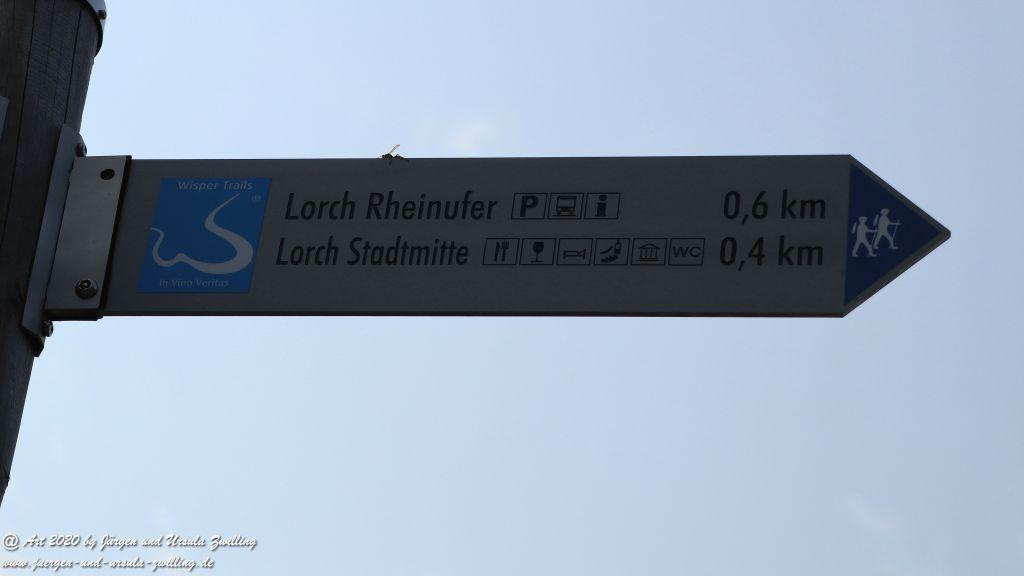 Wisper Trails ®
In Vino Veritas
Lorch Rheinufer P i 0,6 km
Lorch Stadtmitte WC 0,4 km
@ Art 2020 by Jürgen und Ursula Zwilling
www.juergen-und-ursula-zwilling.de